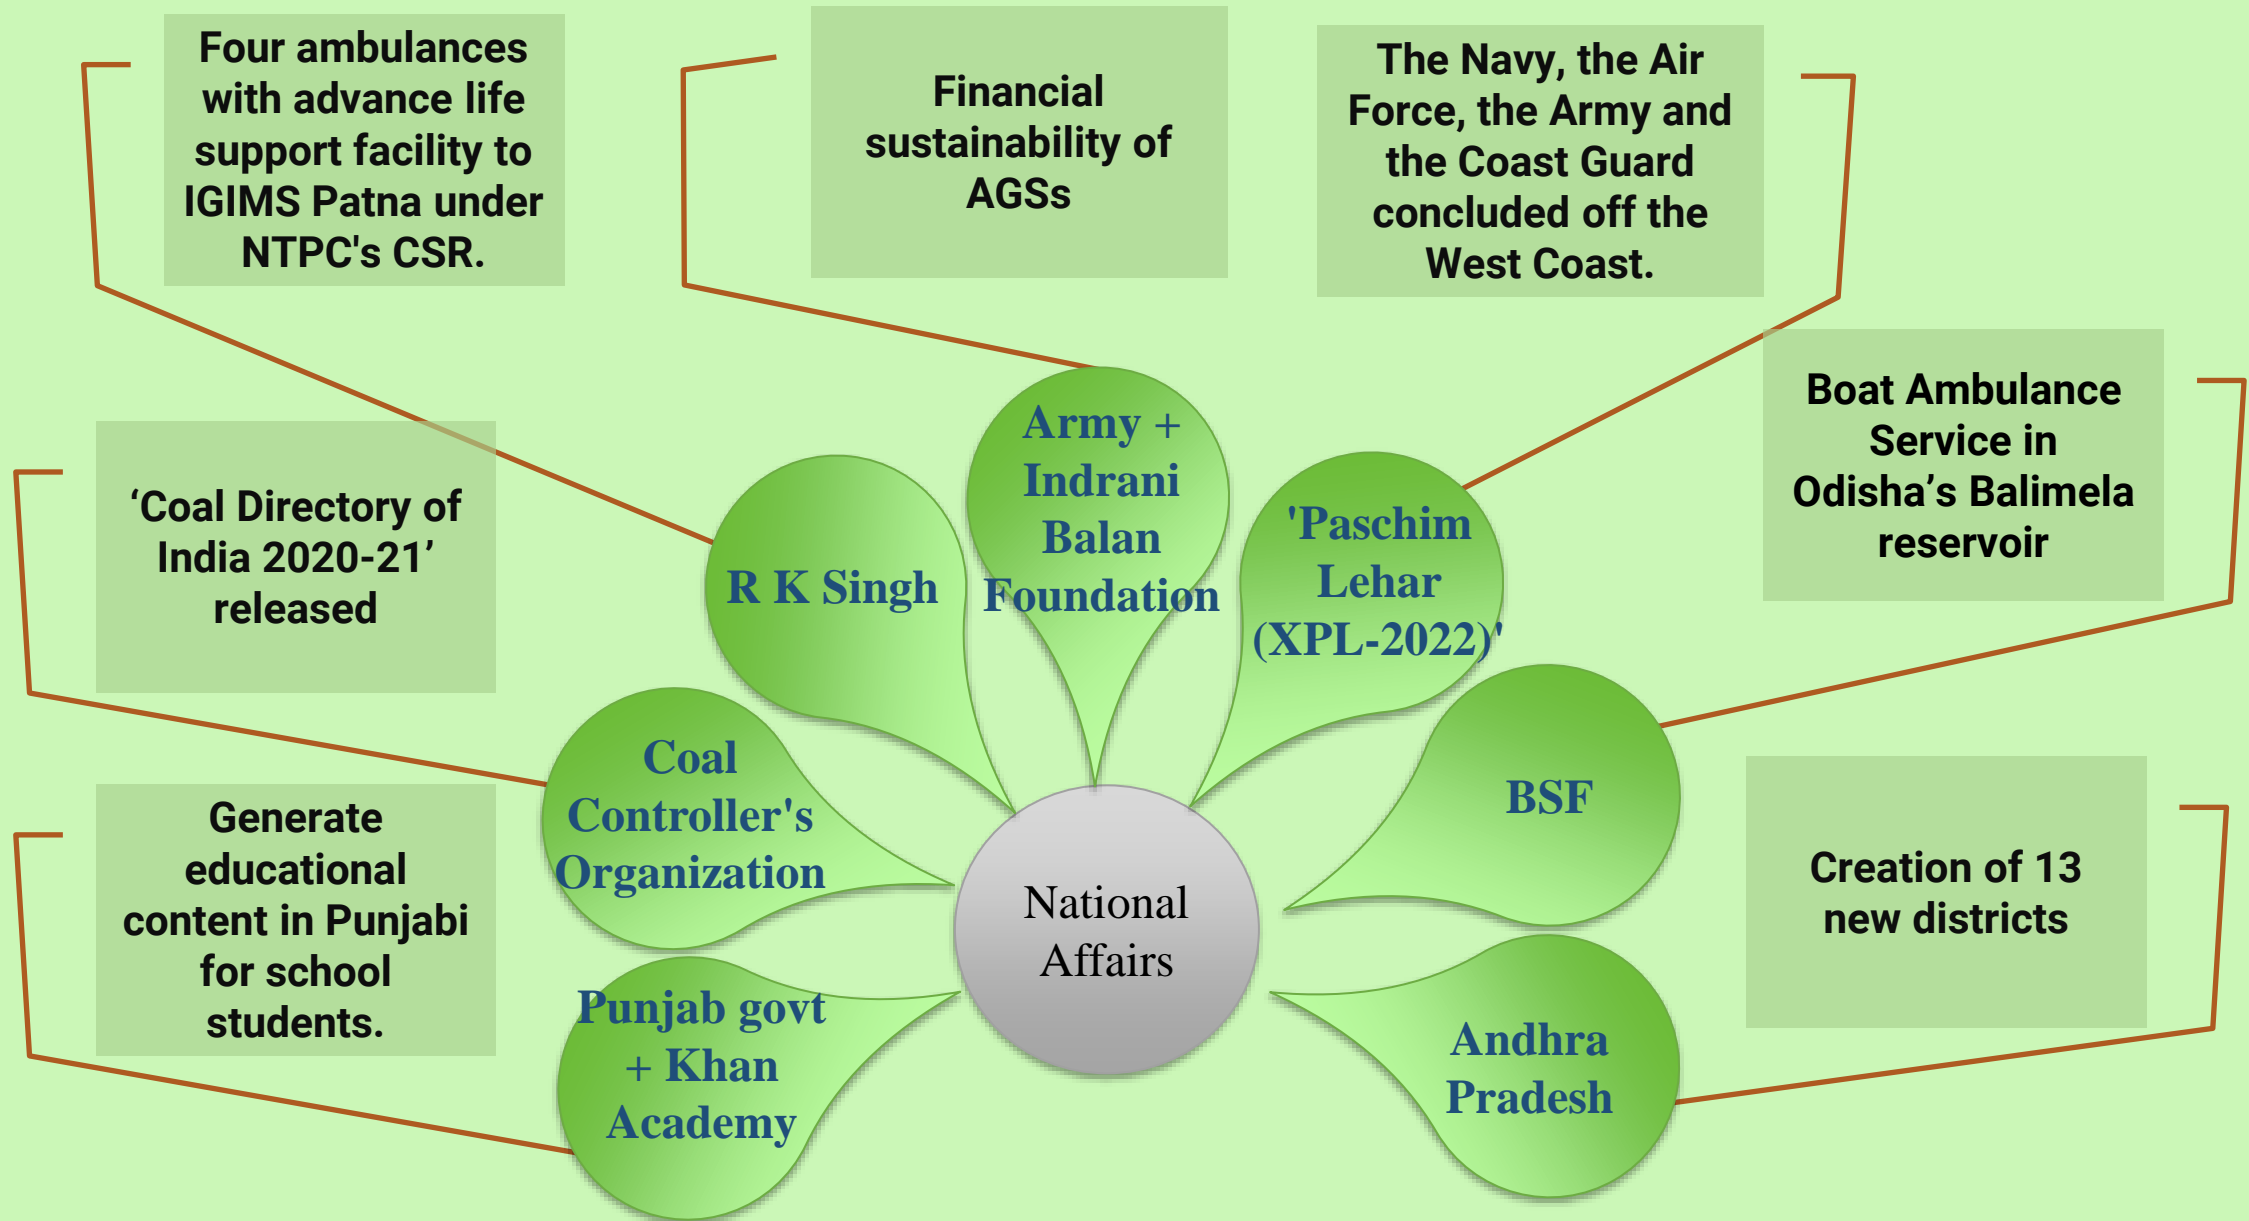 Four ambulances
with advance life
support facility to
IGIMS Patna under
NTPC's CSR.
Financial
sustainability of
AGSs
The Navy, the Air
Force, the Army and
the Coast Guard
concluded off the
West Coast.
Boat Ambulance
Service in
Odisha’s Balimela
reservoir
‘Coal Directory of
India 2020-21’
released
Army +
Indrani
Balan
Foundation
R K Singh
'Paschim
Lehar
(XPL-2022)'
Coal
Controller's
Organization
BSF
Generate
educational
content in Punjabi
for school
students.
Creation of 13
new districts
National
Affairs
Punjab govt
+ Khan
Academy
Andhra
Pradesh